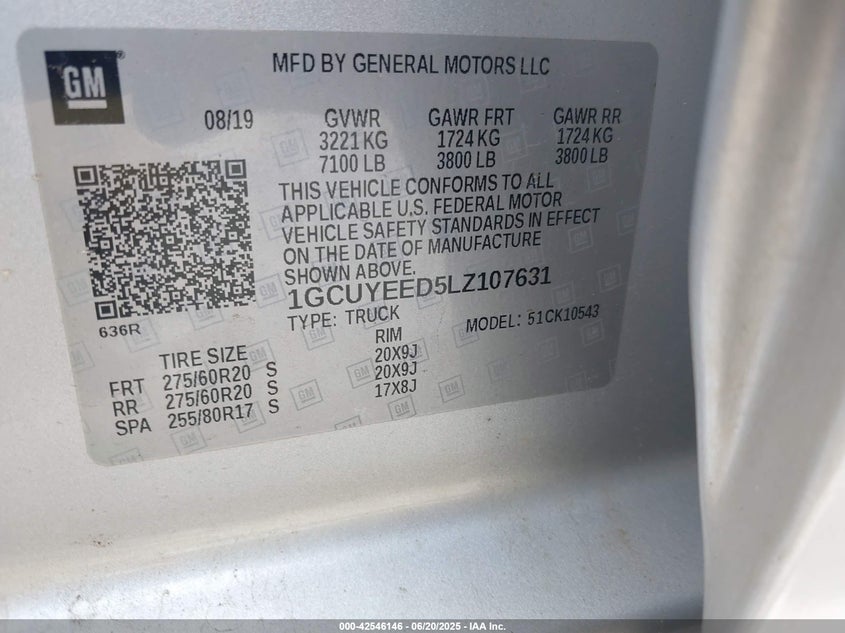 GM
MFD BY GENERAL MOTORS LLC
08/19 GVWR GAWR FRT GAWR RR
3221 KG 1724 KG 1724 KG
7100 LB 3800 LB 3800 LB
THIS VEHICLE CONFORMS TO ALL
APPLICABLE U.S. FEDERAL MOTOR
VEHICLE SAFETY STANDARDS IN EFFECT
ON THE DATE OF MANUFACTURE
SHOWN ABOVE.
1GCUYEED5LZ107631
636R
TYPE: TRUCK MODEL: 51CK10543
TIRE SIZE RIM
FRT 275/60R20 S 20X9J
RR 275/60R20 S 20X9J
SPA 255/80R17 S 17X8J
000-42546146 - 06/20/2025 - IAA Inc.